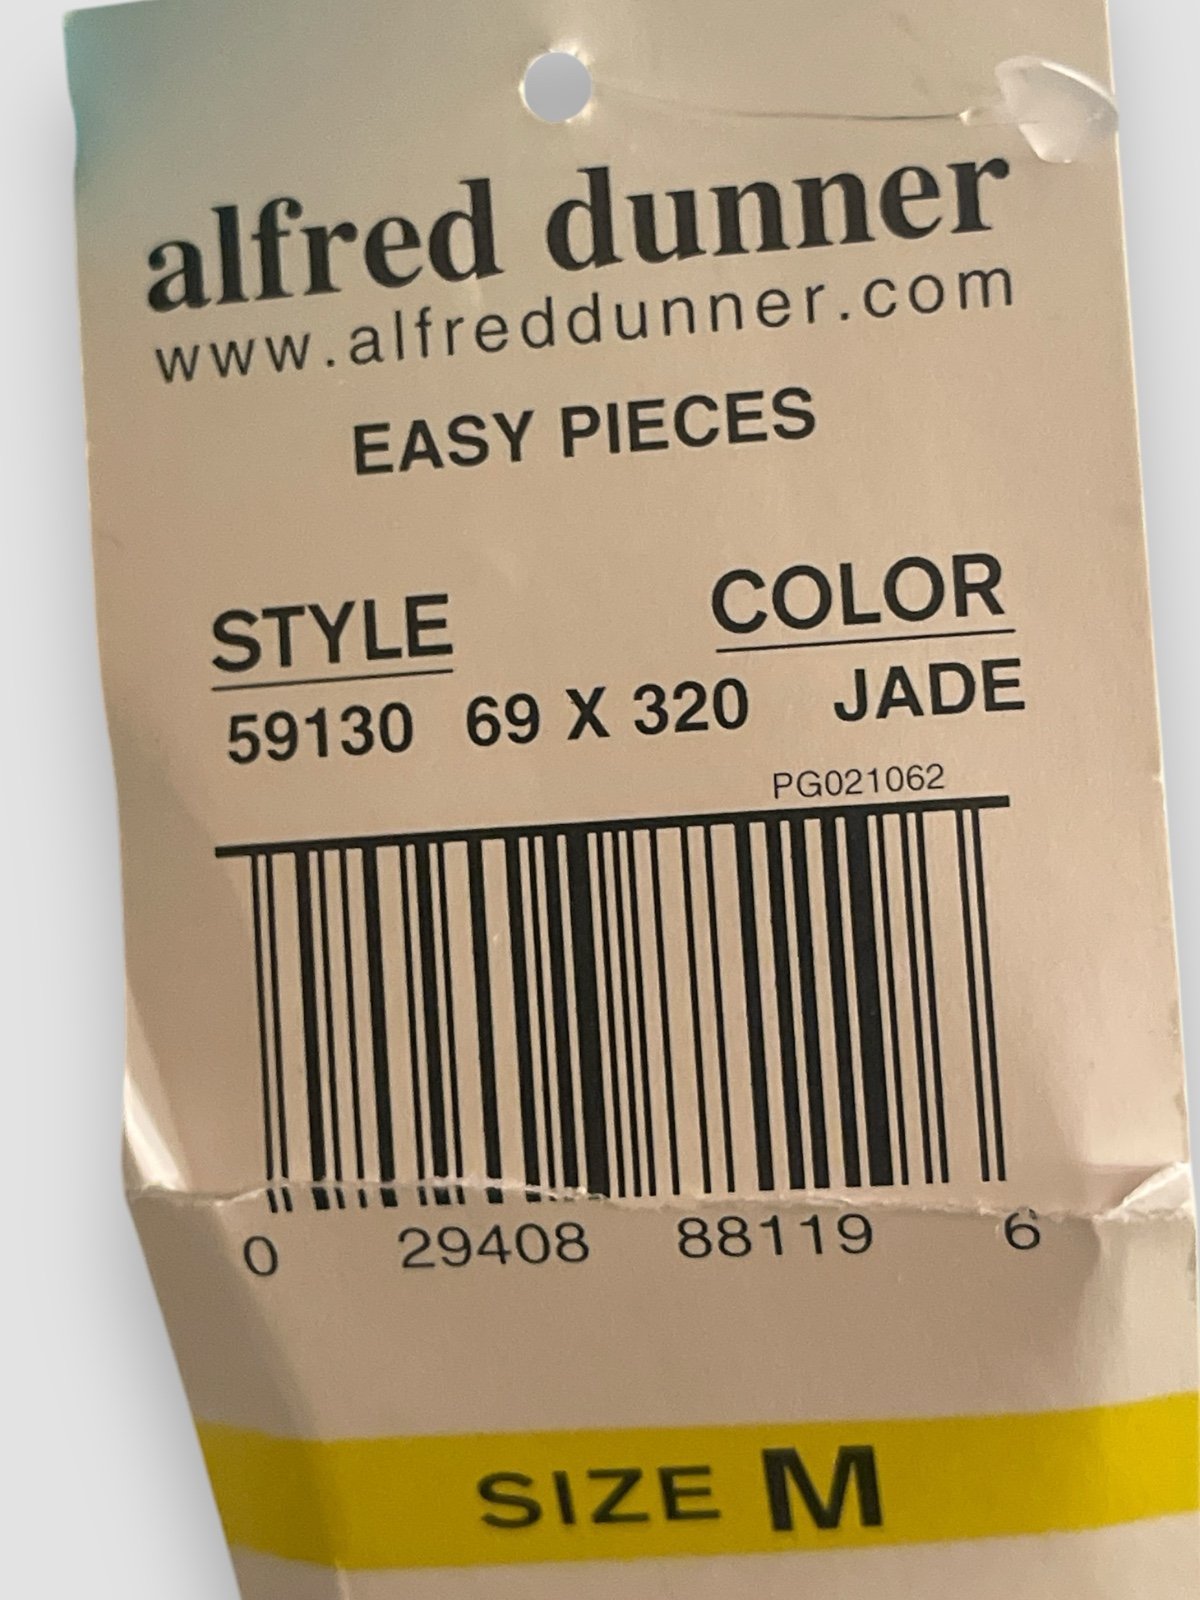 alfred dunner
www.alfreddunner.com
EASY PIECES
STYLE COLOR
59130 69 X 320 JADE
PG021062
0 29408 88119 6
SIZE M